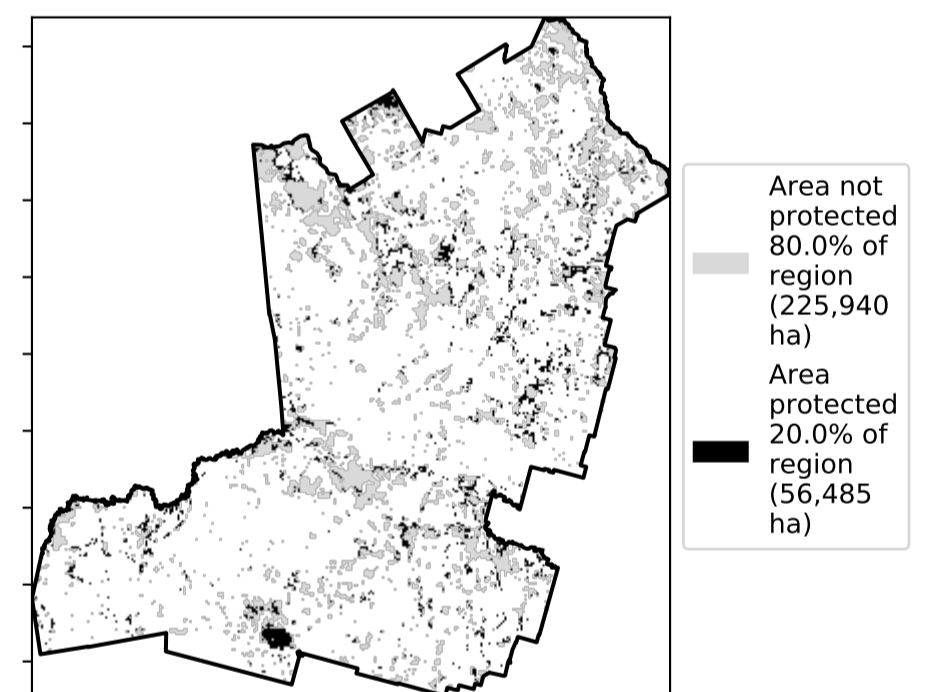 Area not
protected
80.0% of
region
(225,940
ha)
Area
protected
20.0% of
region
(56,485
ha)